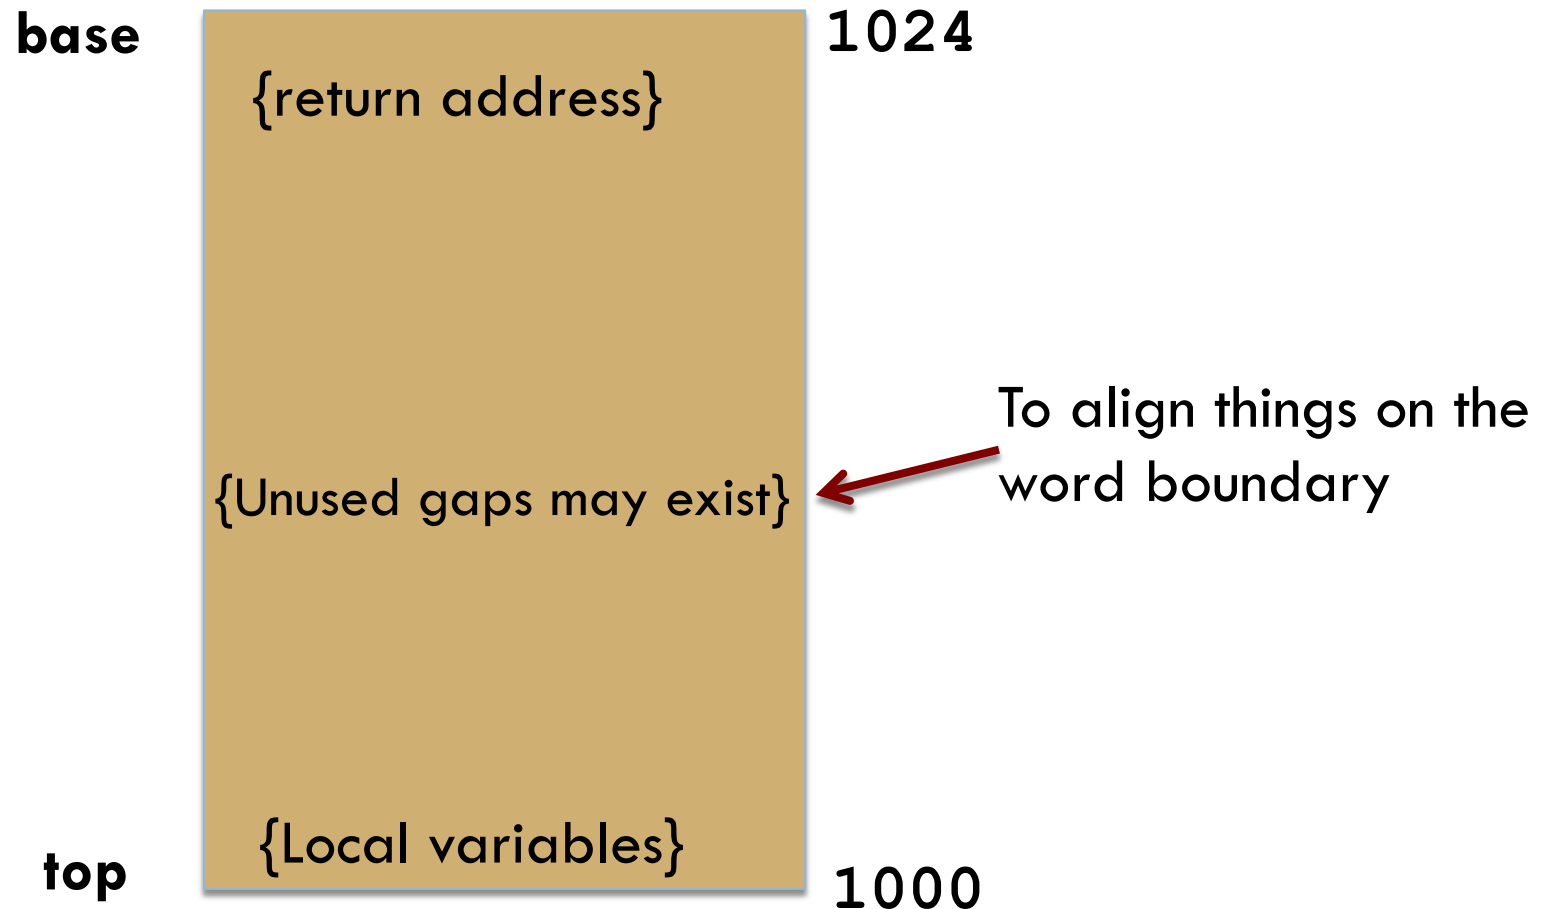 base
1024
{return address}
To align things on the
word boundary
{Unused gaps may exist}
{Local variables}
top
1000